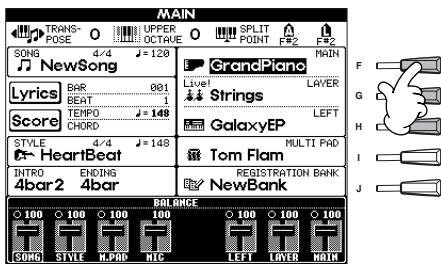 MAIN
TRANS-POSE 0 UPPER OCTAVE 0 SPLIT POINT A F#2 L F#2
SONG 4/4 ♩=120
NewSong
MAIN
GrandPiano
F
Lyrics BAR 001
BEAT 1
Live! LAYER
Strings
G
Score TEMPO ♩=148
CHORD
LEFT
GalaxyEP
H
STYLE 4/4 ♩=148
HeartBeat
MULTI PAD
Tom Flam
I
INTRO ENDING
4bar2 4bar
REGISTRATION BANK
NewBank
J
BALANCE
100 100 100 100 100 100 100
SONG STYLE M.PAD MIC LEFT LAYER MAIN